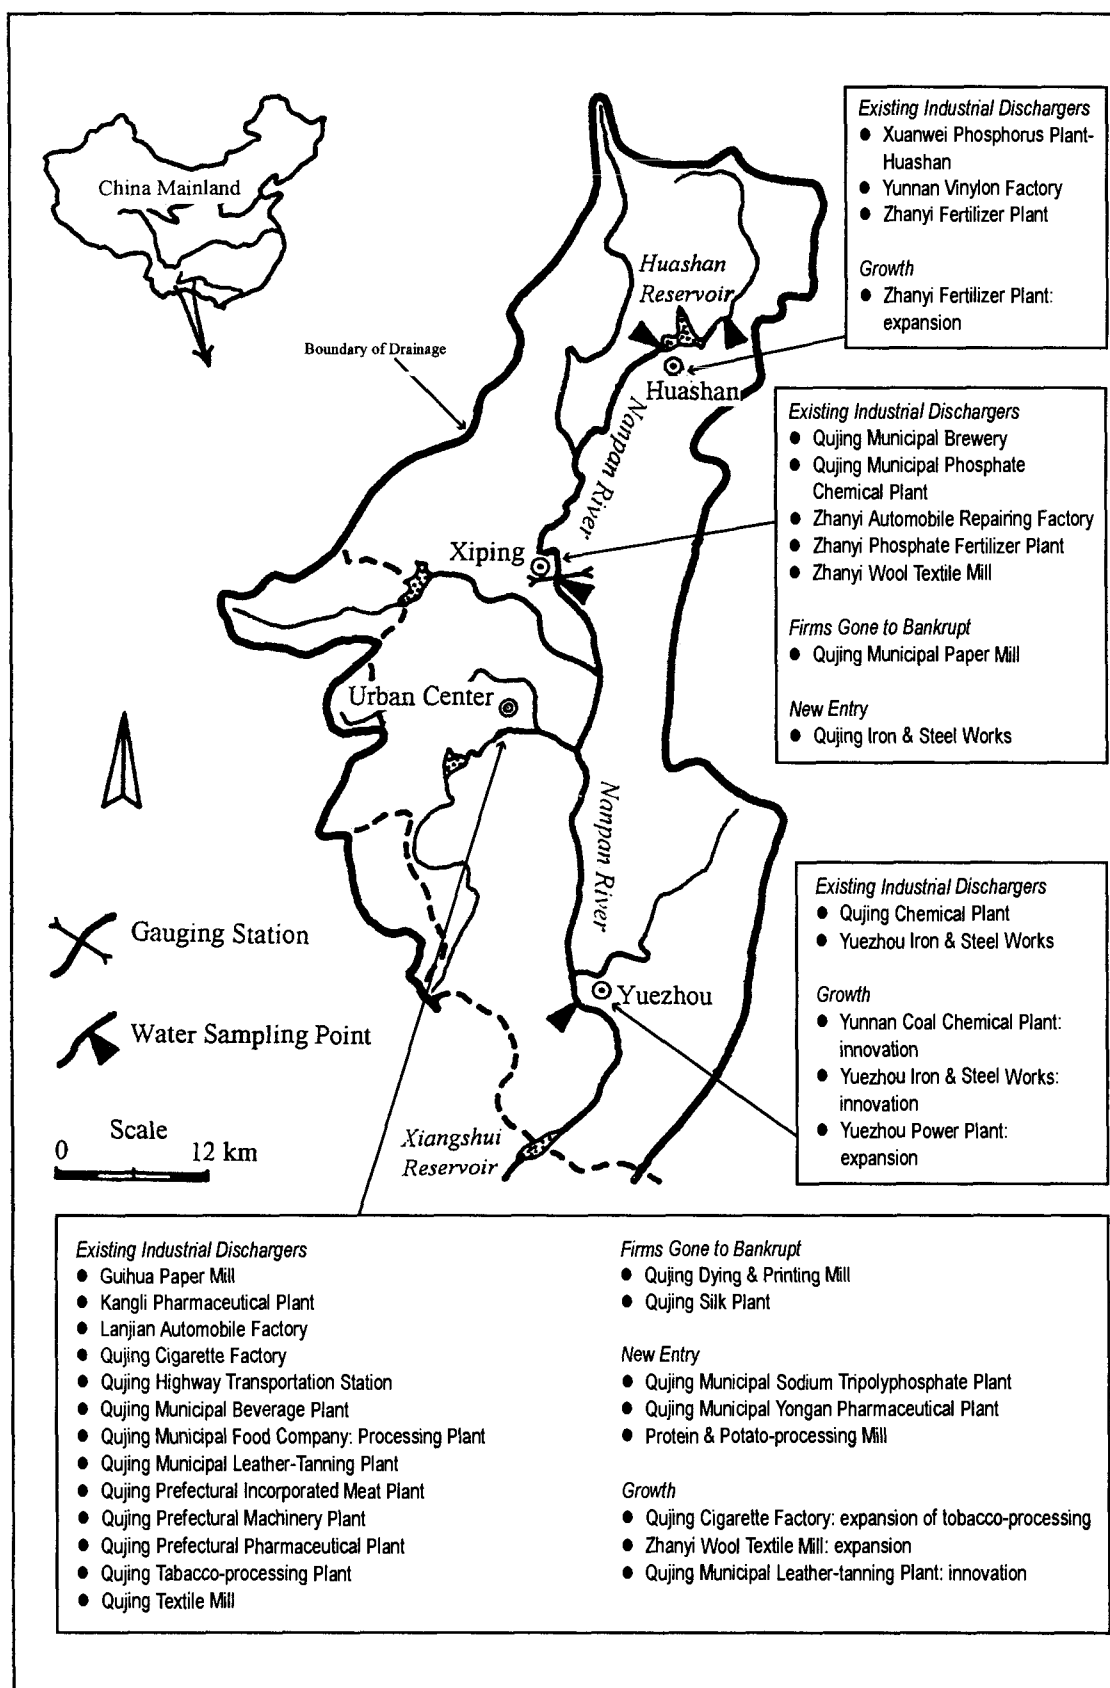 China Mainland
Existing Industrial Dischargers
● Xuanwei Phosphorus Plant-
Huashan
● Yunnan Vinylon Factory
● Zhanyi Fertilizer Plant
Growth
● Zhanyi Fertilizer Plant:
expansion
Huashan
Reservoir
Boundary of Drainage
Huashan
Nanpan River
Existing Industrial Dischargers
● Qujing Municipal Brewery
● Qujing Municipal Phosphate
Chemical Plant
● Zhanyi Automobile Repairing Factory
● Zhanyi Phosphate Fertilizer Plant
● Zhanyi Wool Textile Mill
Firms Gone to Bankrupt
● Qujing Municipal Paper Mill
New Entry
● Qujing Iron & Steel Works
Xiping
Urban Center
Nanpan River
Existing Industrial Dischargers
● Qujing Chemical Plant
● Yuezhou Iron & Steel Works
Growth
● Yunnan Coal Chemical Plant:
innovation
● Yuezhou Iron & Steel Works:
innovation
● Yuezhou Power Plant:
expansion
Gauging Station
Yuezhou
Water Sampling Point
Scale
0 12 km
Xiangshui
Reservoir
Existing Industrial Dischargers
● Guihua Paper Mill
● Kangli Pharmaceutical Plant
● Lanjian Automobile Factory
● Qujing Cigarette Factory
● Qujing Highway Transportation Station
● Qujing Municipal Beverage Plant
● Qujing Municipal Food Company: Processing Plant
● Qujing Municipal Leather-Tanning Plant
● Qujing Prefectural Incorporated Meat Plant
● Qujing Prefectural Machinery Plant
● Qujing Prefectural Pharmaceutical Plant
● Qujing Tabacco-processing Plant
● Qujing Textile Mill
Firms Gone to Bankrupt
● Qujing Dying & Printing Mill
● Qujing Silk Plant
New Entry
● Qujing Municipal Sodium Tripolyphosphate Plant
● Qujing Municipal Yongan Pharmaceutical Plant
● Protein & Potato-processing Mill
Growth
● Qujing Cigarette Factory: expansion of tobacco-processing
● Zhanyi Wool Textile Mill: expansion
● Qujing Municipal Leather-tanning Plant: innovation